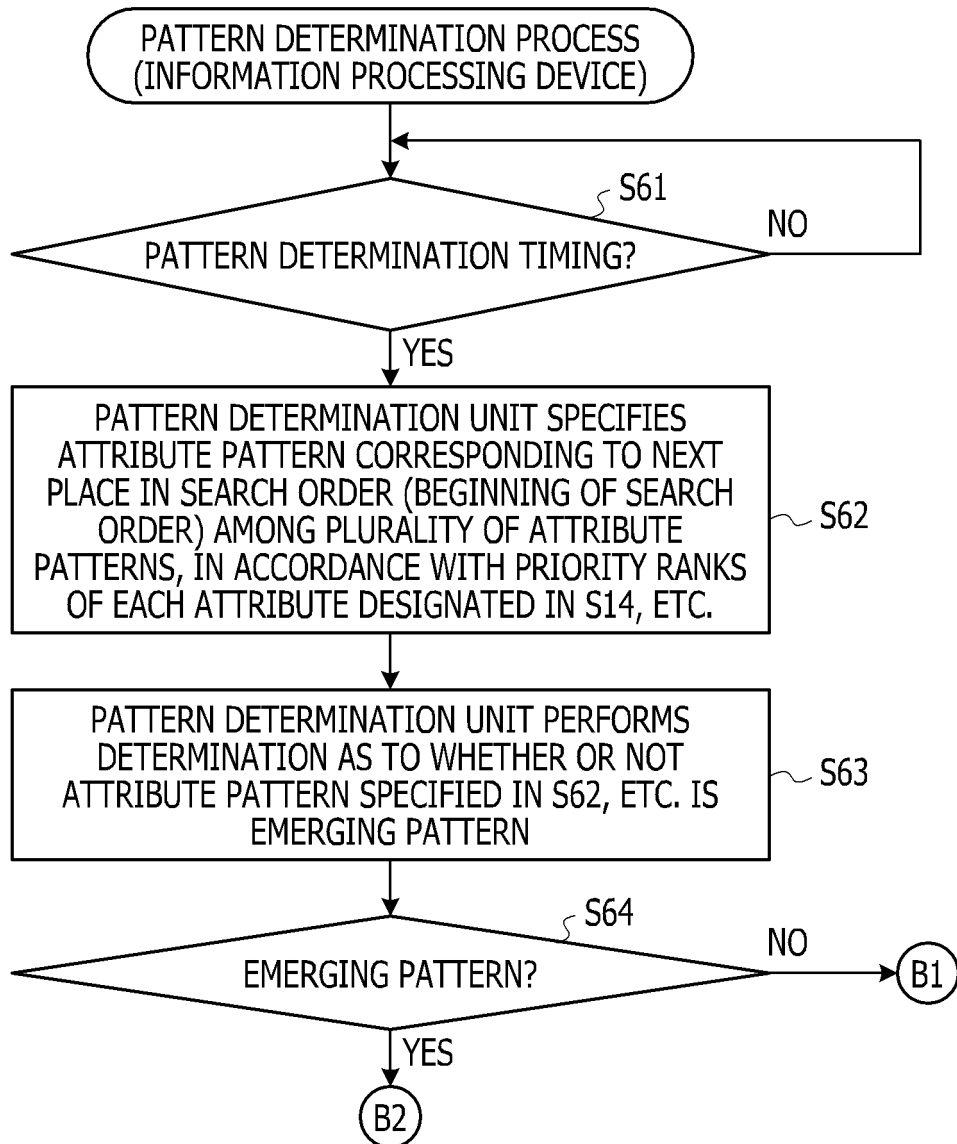 PATTERN DETERMINATION PROCESS
(INFORMATION PROCESSING DEVICE)
S61
PATTERN DETERMINATION TIMING?
NO
YES
PATTERN DETERMINATION UNIT SPECIFIES
ATTRIBUTE PATTERN CORRESPONDING TO NEXT
PLACE IN SEARCH ORDER (BEGINNING OF SEARCH
ORDER) AMONG PLURALITY OF ATTRIBUTE
PATTERNS, IN ACCORDANCE WITH PRIORITY RANKS
OF EACH ATTRIBUTE DESIGNATED IN S14, ETC.
S62
PATTERN DETERMINATION UNIT PERFORMS
DETERMINATION AS TO WHETHER OR NOT
ATTRIBUTE PATTERN SPECIFIED IN S62, ETC. IS
EMERGING PATTERN
S63
S64
EMERGING PATTERN?
NO
B1
YES
B2